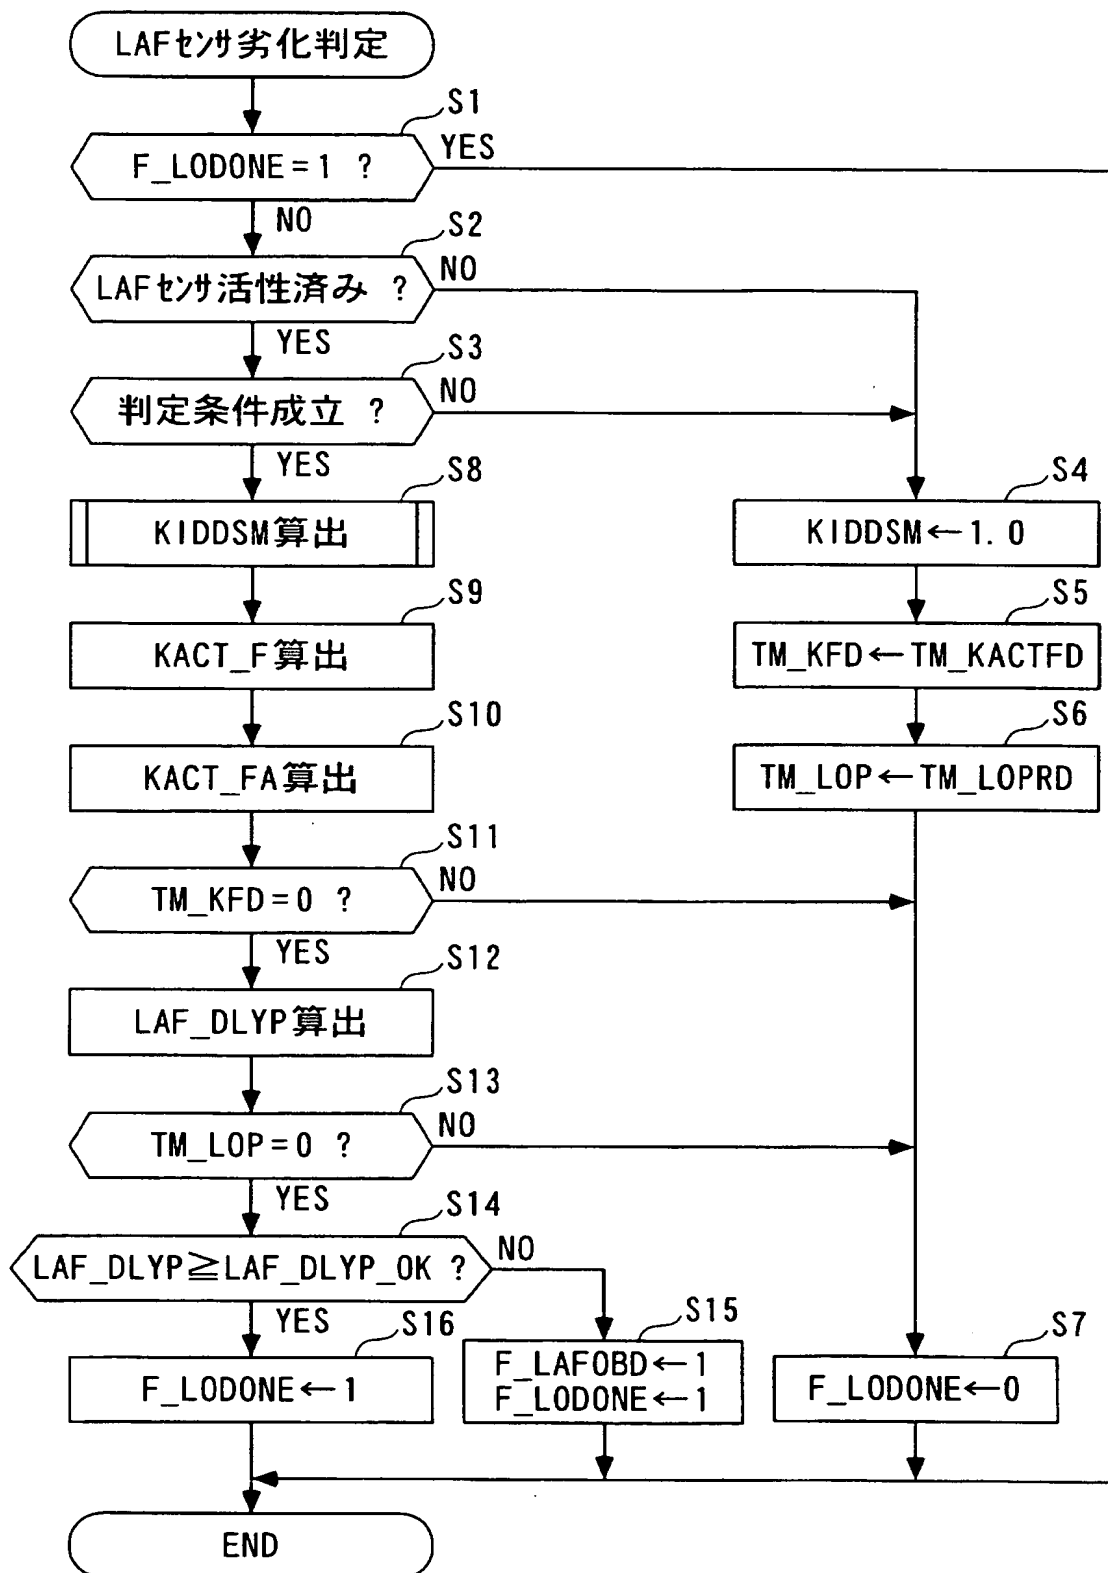 LAFｾﾝｻ劣化判定
S1
F_LODONE=1 ?
YES
NO
S2
LAFｾﾝｻ活性済み ?
NO
YES
S3
判定条件成立 ?
NO
YES
S8
KIDDSM算出
S4
KIDDSM←1.0
S9
KACT_F算出
S5
TM_KFD←TM_KACTFD
S10
KACT_FA算出
S6
TM_LOP←TM_LOPRD
S11
TM_KFD=0 ?
NO
YES
S12
LAF_DLYP算出
S13
TM_LOP=0 ?
NO
YES
S14
LAF_DLYP≧LAF_DLYP_OK ?
NO
YES
S16
F_LODONE←1
S15
F_LAFOBD←1
F_LODONE←1
S7
F_LODONE←0
END